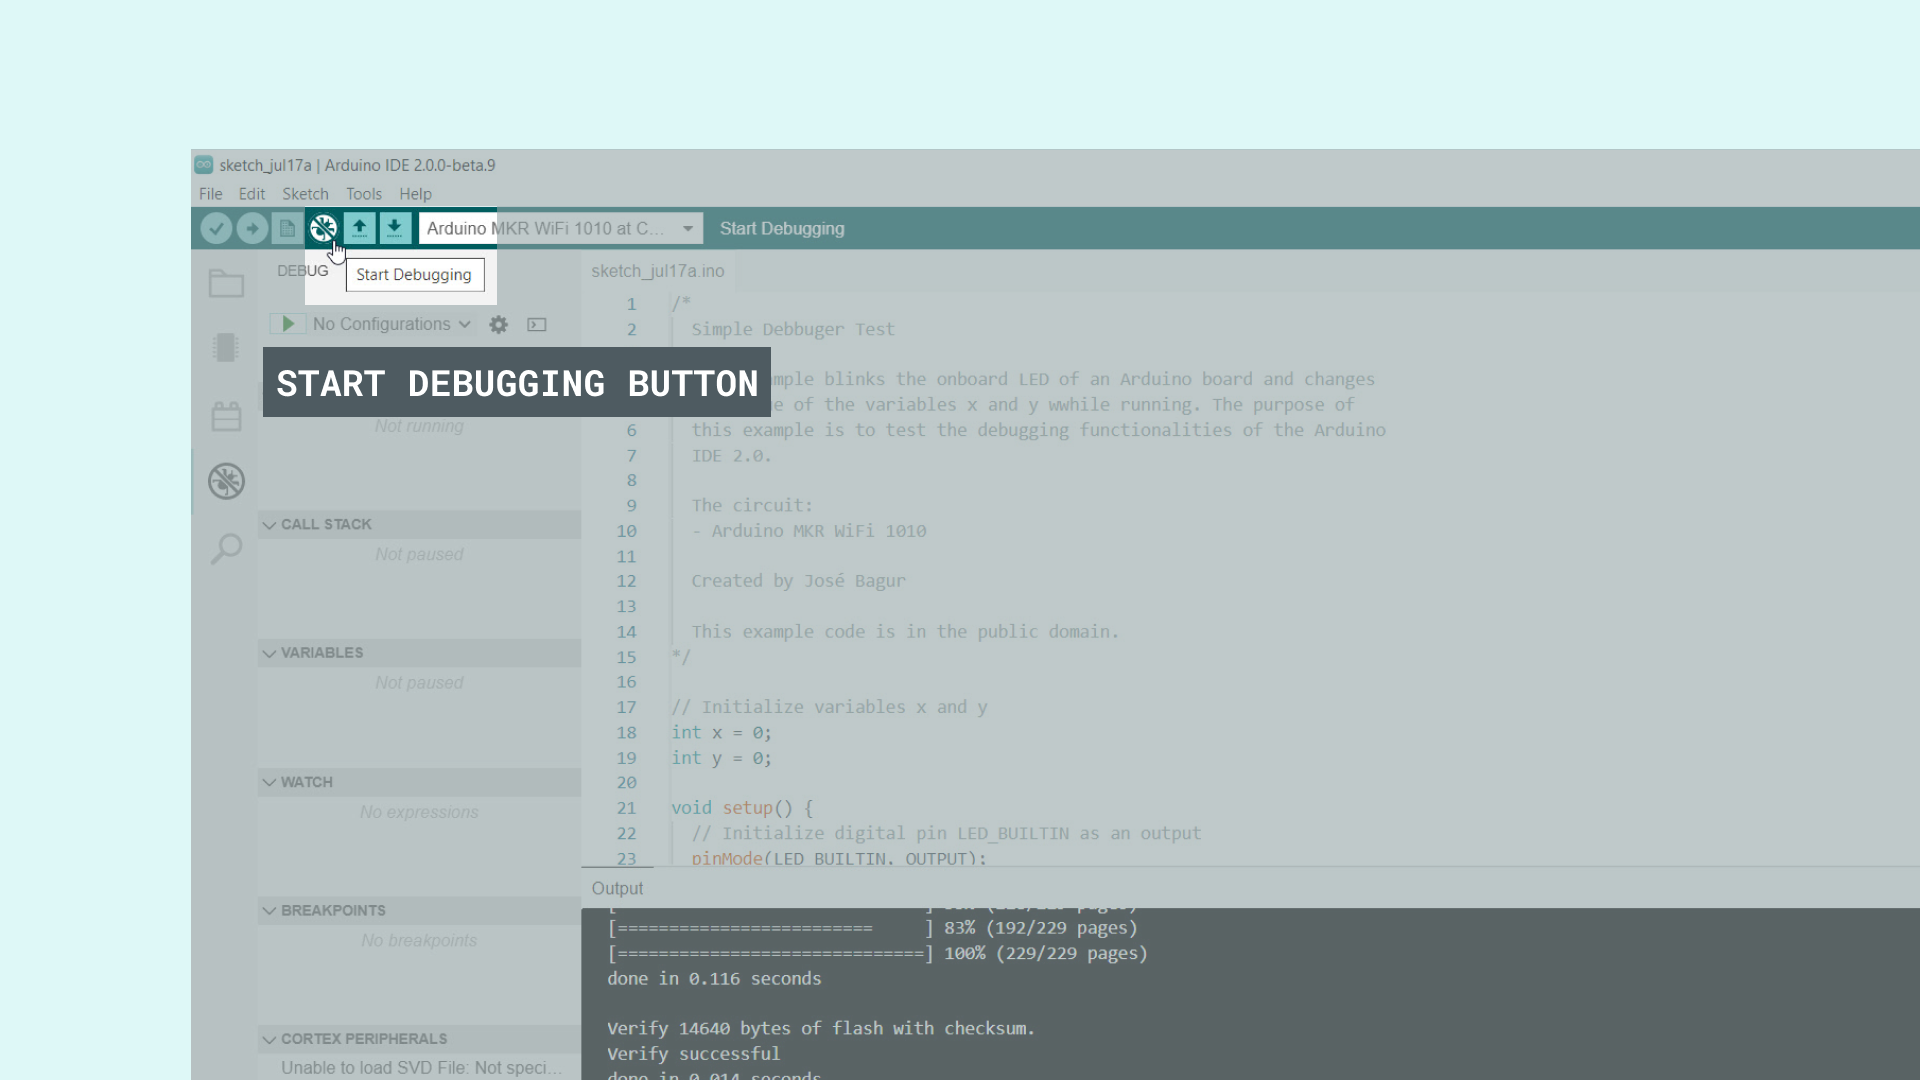 sketch_jul17a | Arduino IDE 2.0.0-beta.9
File Edit Sketch Tools Help
Arduino MKR WiFi 1010 at C... Start Debugging
DEBUG
Start Debugging
No Configurations
START DEBUGGING BUTTON
Not running
CALL STACK
Not paused
VARIABLES
Not paused
WATCH
No expressions
BREAKPOINTS
No breakpoints
CORTEX PERIPHERALS
Unable to load SVD File: Not speci...
sketch_jul17a.ino
1 /*
2 Simple Debbuger Test
blinks the onboard LED of an Arduino board and changes
of the variables x and y wwhile running. The purpose of
6 this example is to test the debugging functionalities of the Arduino
7 IDE 2.0.
8
9 The circuit:
10 - Arduino MKR WiFi 1010
11
12 Created by José Bagur
13
14 This example code is in the public domain.
15 */
16
17 // Initialize variables x and y
18 int x = 0;
19 int y = 0;
20
21 void setup() {
22 // Initialize digital pin LED_BUILTIN as an output
23 pinMode(LED_BUILTIN, OUTPUT);
Output
[========================= ] 83% (192/229 pages)
[==============================] 100% (229/229 pages)
done in 0.116 seconds
Verify 14640 bytes of flash with checksum.
Verify successful
done in 0.014 seconds